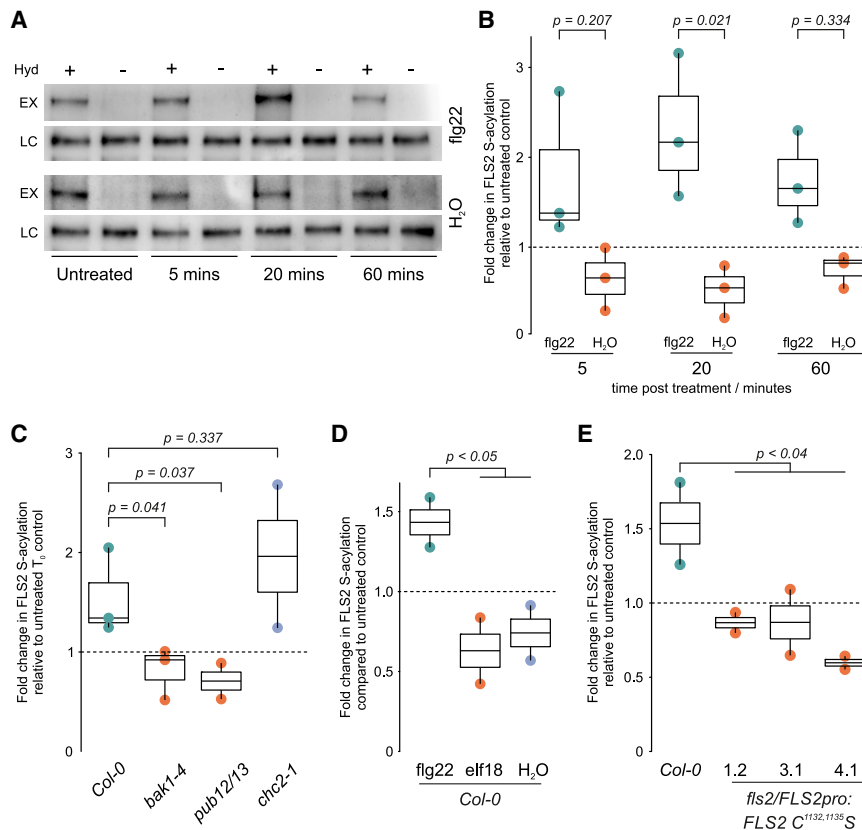 A
Hyd + - + - + - + -
EX
LC
flg22
EX
LC
H₂O
Untreated 5 mins 20 mins 60 mins
B
p = 0.207 p = 0.021 p = 0.334
Fold change in FLS2 S-acylation
relative to untreated control
3
2
1
0
flg22 H₂O flg22 H₂O flg22 H₂O
5 20 60
time post treatment / minutes
C
p = 0.337
p = 0.037
p = 0.041
Fold change in FLS2 S-acylation
relative to untreated T₀ control
3
2
1
0
Col-0 bak1-4 pub12/13 chc2-1
D
p < 0.05
Fold change in FLS2 S-acylation
compared to untreated control
1.5
1.0
0.5
0
flg22 elf18 H₂O
Col-0
E
p < 0.04
Fold change in FLS2 S-acylation
relative to untreated control
2.0
1.5
1.0
0.5
0
Col-0 1.2 3.1 4.1
fls2/FLS2pro:
FLS2 C¹¹³²,¹¹³⁵S